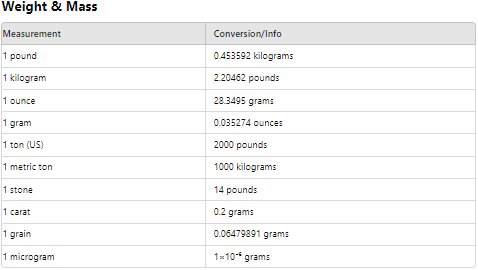 Weight & Mass
Measurement Conversion/Info
1 pound 0.453592 kilograms
1 kilogram 2.20462 pounds
1 ounce 28.3495 grams
1 gram 0.035274 ounces
1 ton (US) 2000 pounds
1 metric ton 1000 kilograms
1 stone 14 pounds
1 carat 0.2 grams
1 grain 0.06479891 grams
1 microgram 1×10⁻⁶ grams